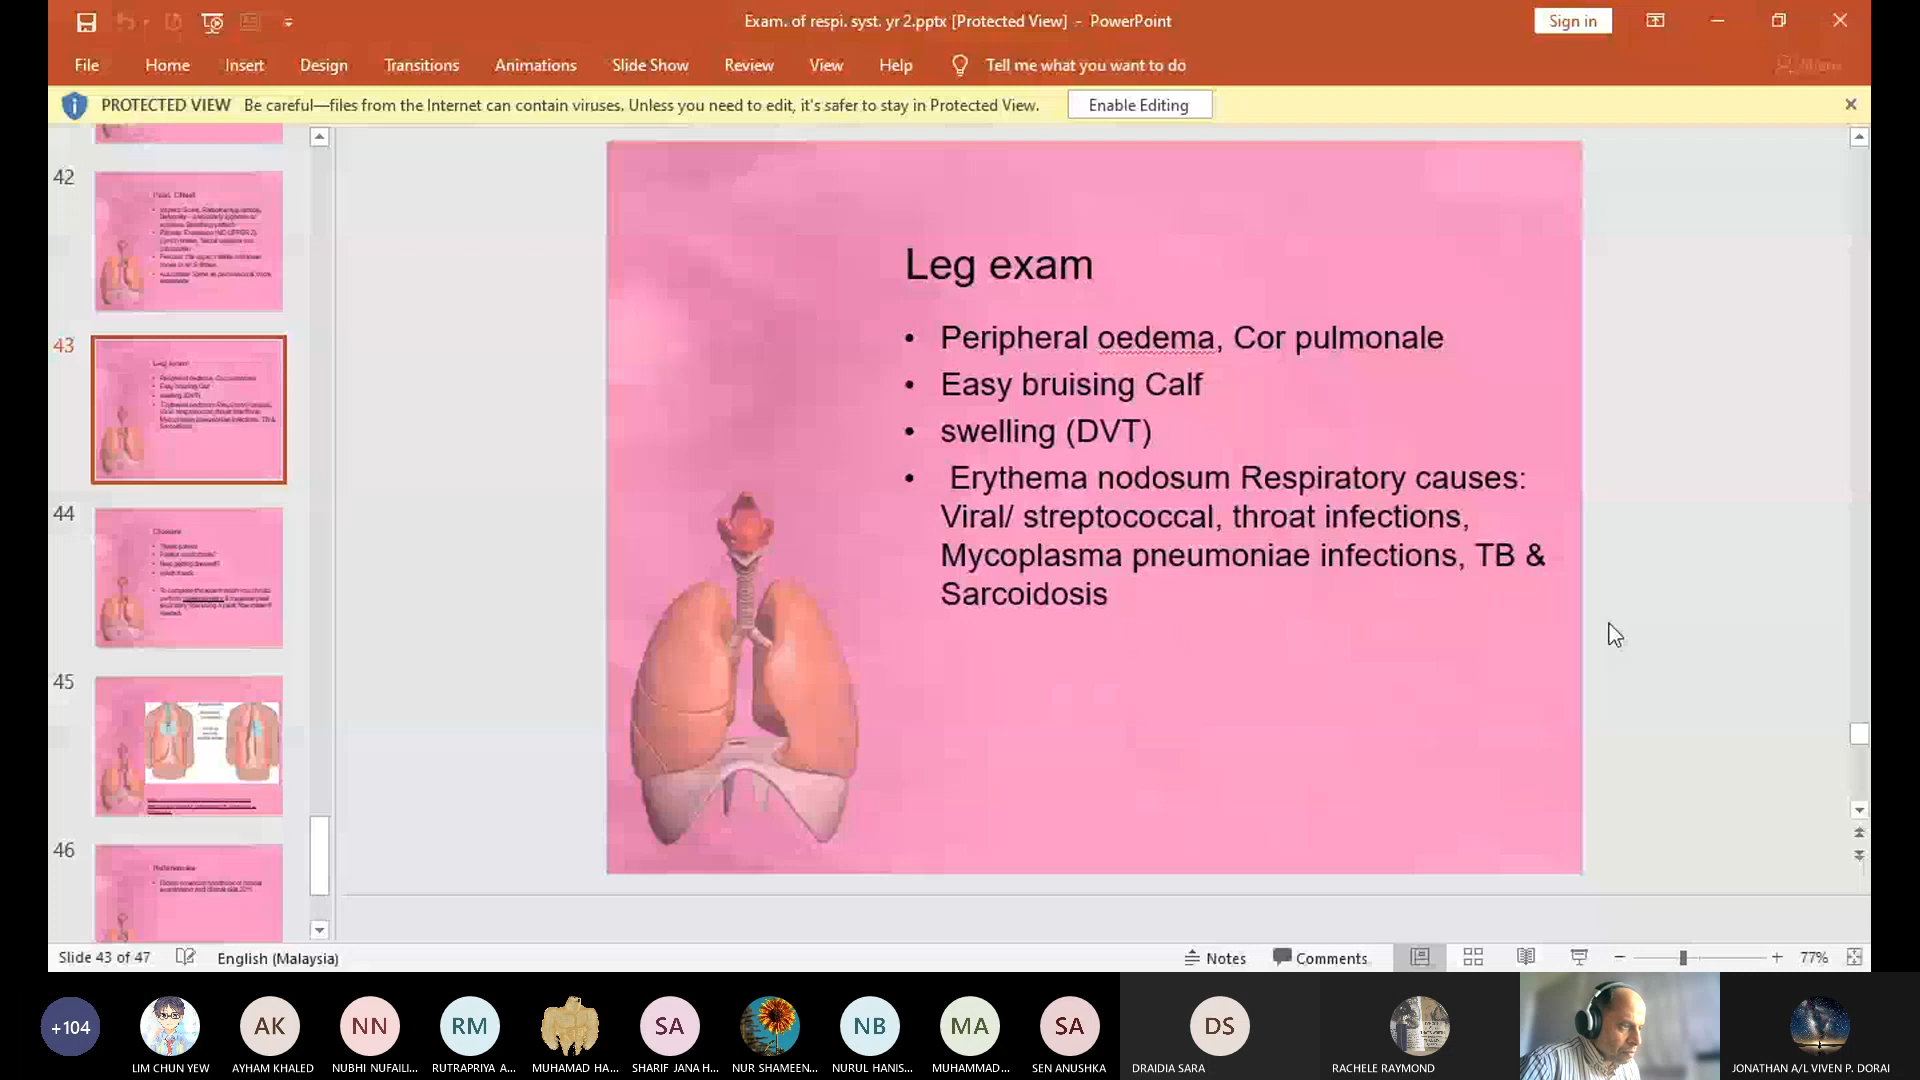 Exam. of respi. syst. yr 2.pptx [Protected View] - PowerPoint
Sign in
File Home Insert Design Transitions Animations Slide Show Review View Help Tell me what you want to do
PROTECTED VIEW Be careful—files from the Internet can contain viruses. Unless you need to edit, it's safer to stay in Protected View. Enable Editing
42
43
44
45
46
Leg exam
• Peripheral oedema, Cor pulmonale
• Easy bruising Calf
• swelling (DVT)
• Erythema nodosum Respiratory causes:
Viral/ streptococcal, throat infections,
Mycoplasma pneumoniae infections, TB &
Sarcoidosis
Slide 43 of 47 English (Malaysia) Notes Comments 77%
+104 AK NN RM SA NB MA SA DS
LIM CHUN YEW AYHAM KHALED NUBHI NUFAILI... RUTRAPRIYA A... MUHAMAD HA... SHARIF JANA H... NUR SHAMEEN... NURUL HANIS... MUHAMMAD... SEN ANUSHKA DRAIDIA SARA RACHELE RAYMOND JONATHAN A/L VIVEN P. DORAI